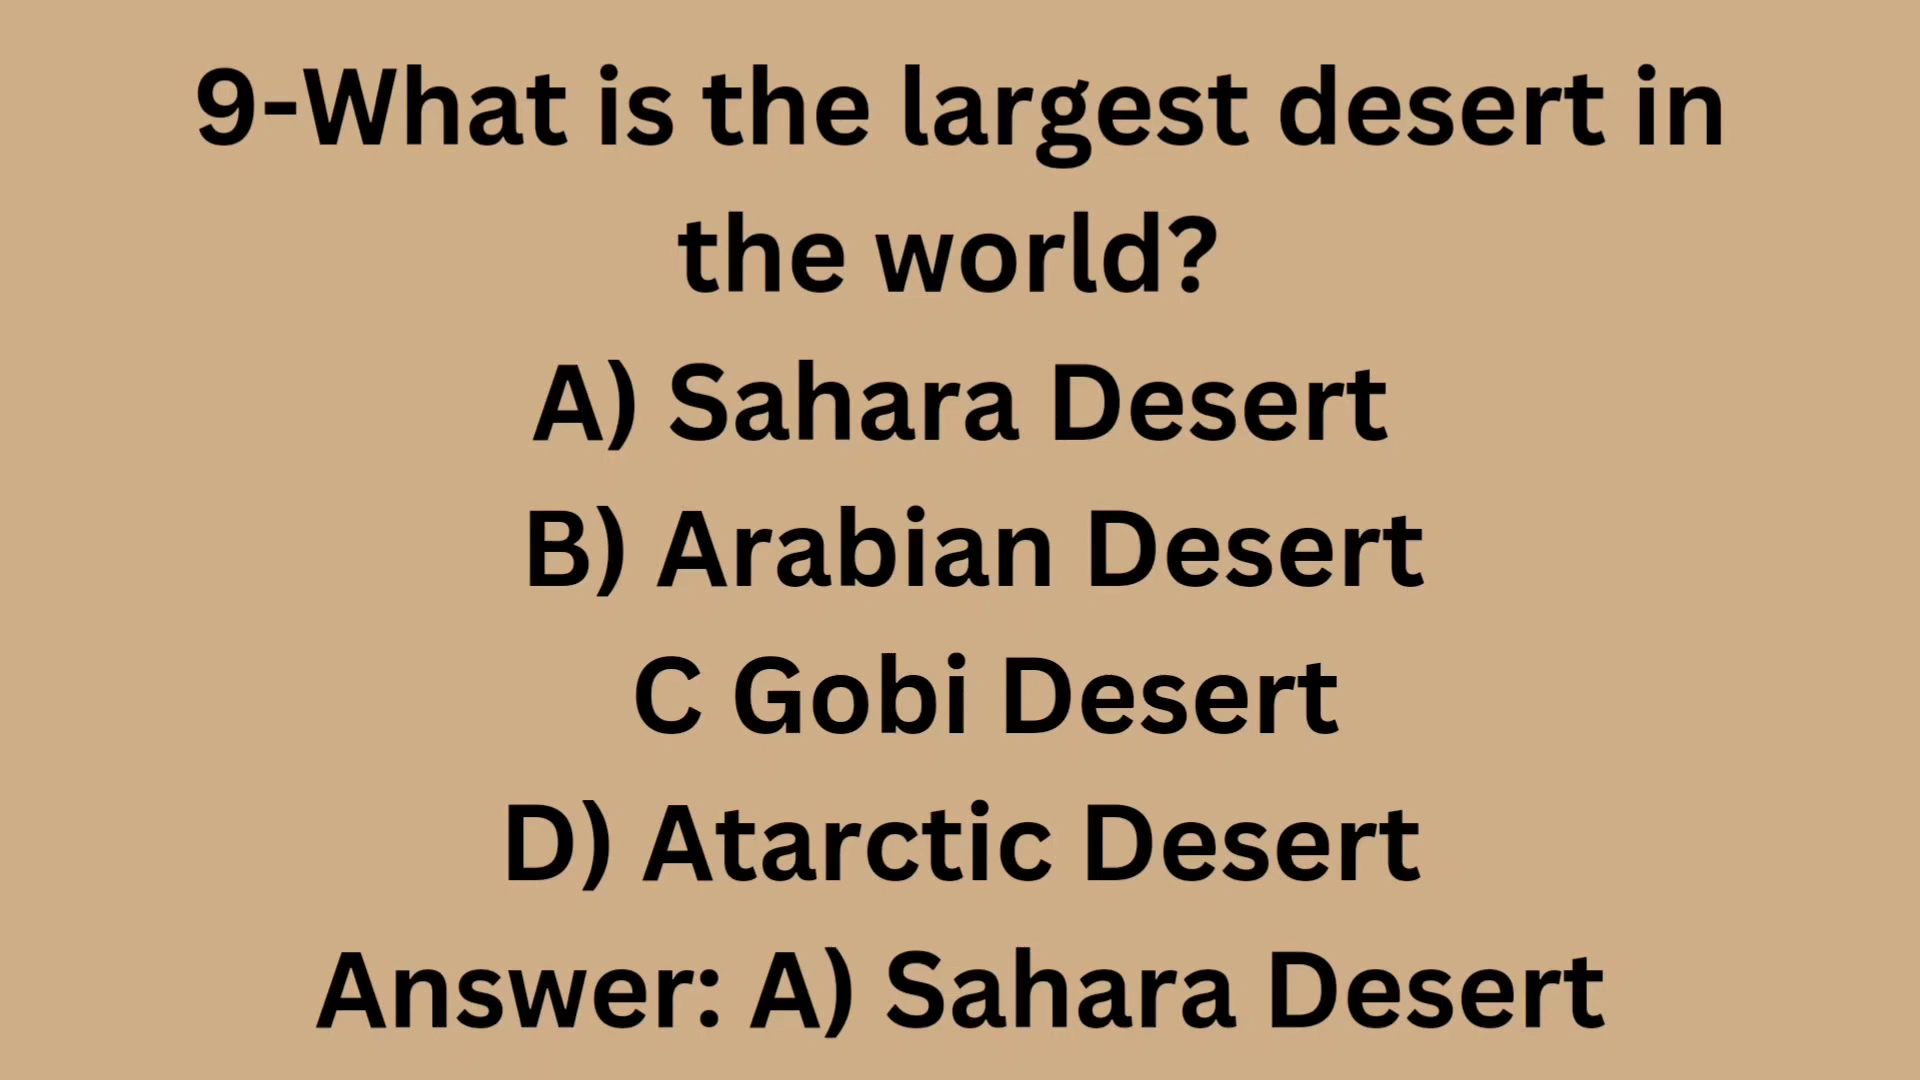 9-What is the largest desert in
the world?
A) Sahara Desert
B) Arabian Desert
C Gobi Desert
D) Atarctic Desert
Answer: A) Sahara Desert